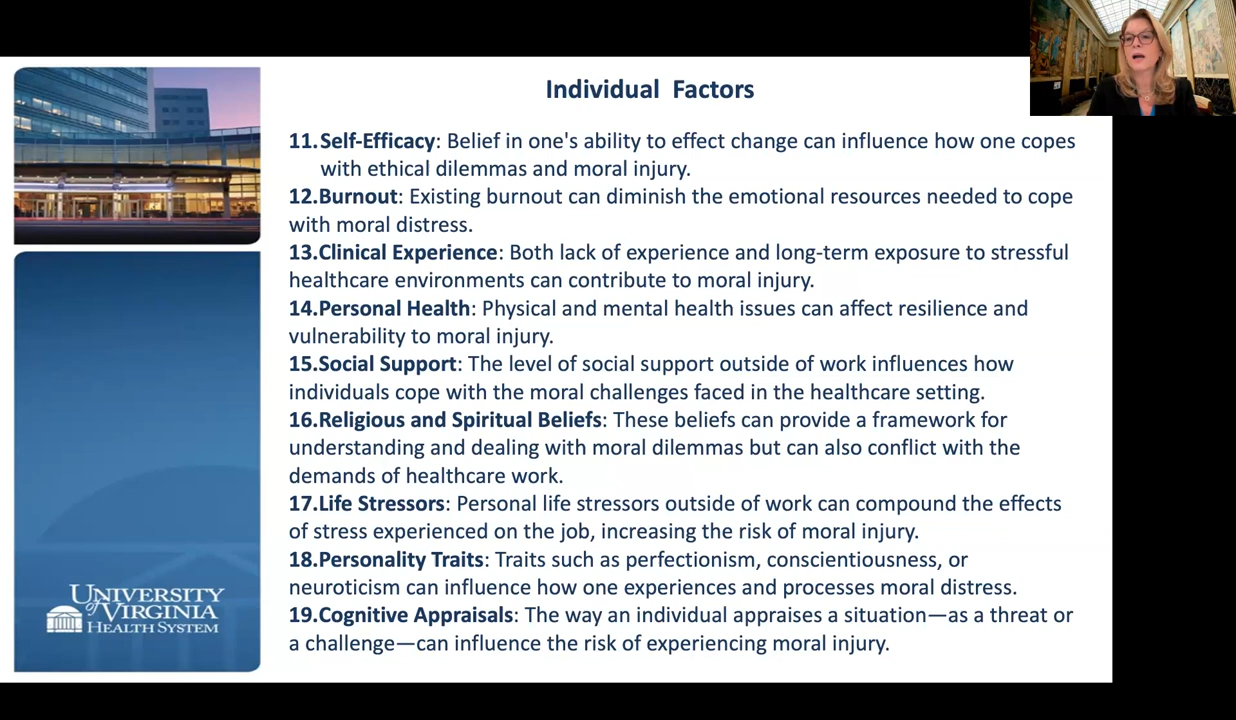 Individual Factors
11. Self-Efficacy: Belief in one's ability to effect change can influence how one copes
with ethical dilemmas and moral injury.
12.Burnout: Existing burnout can diminish the emotional resources needed to cope
with moral distress.
13.Clinical Experience: Both lack of experience and long-term exposure to stressful
healthcare environments can contribute to moral injury.
14.Personal Health: Physical and mental health issues can affect resilience and
vulnerability to moral injury.
15.Social Support: The level of social support outside of work influences how
individuals cope with the moral challenges faced in the healthcare setting.
16.Religious and Spiritual Beliefs: These beliefs can provide a framework for
understanding and dealing with moral dilemmas but can also conflict with the
demands of healthcare work.
17.Life Stressors: Personal life stressors outside of work can compound the effects
of stress experienced on the job, increasing the risk of moral injury.
18.Personality Traits: Traits such as perfectionism, conscientiousness, or
neuroticism can influence how one experiences and processes moral distress.
19.Cognitive Appraisals: The way an individual appraises a situation—as a threat or
a challenge—can influence the risk of experiencing moral injury.
UNIVERSITY
of VIRGINIA
HEALTH SYSTEM